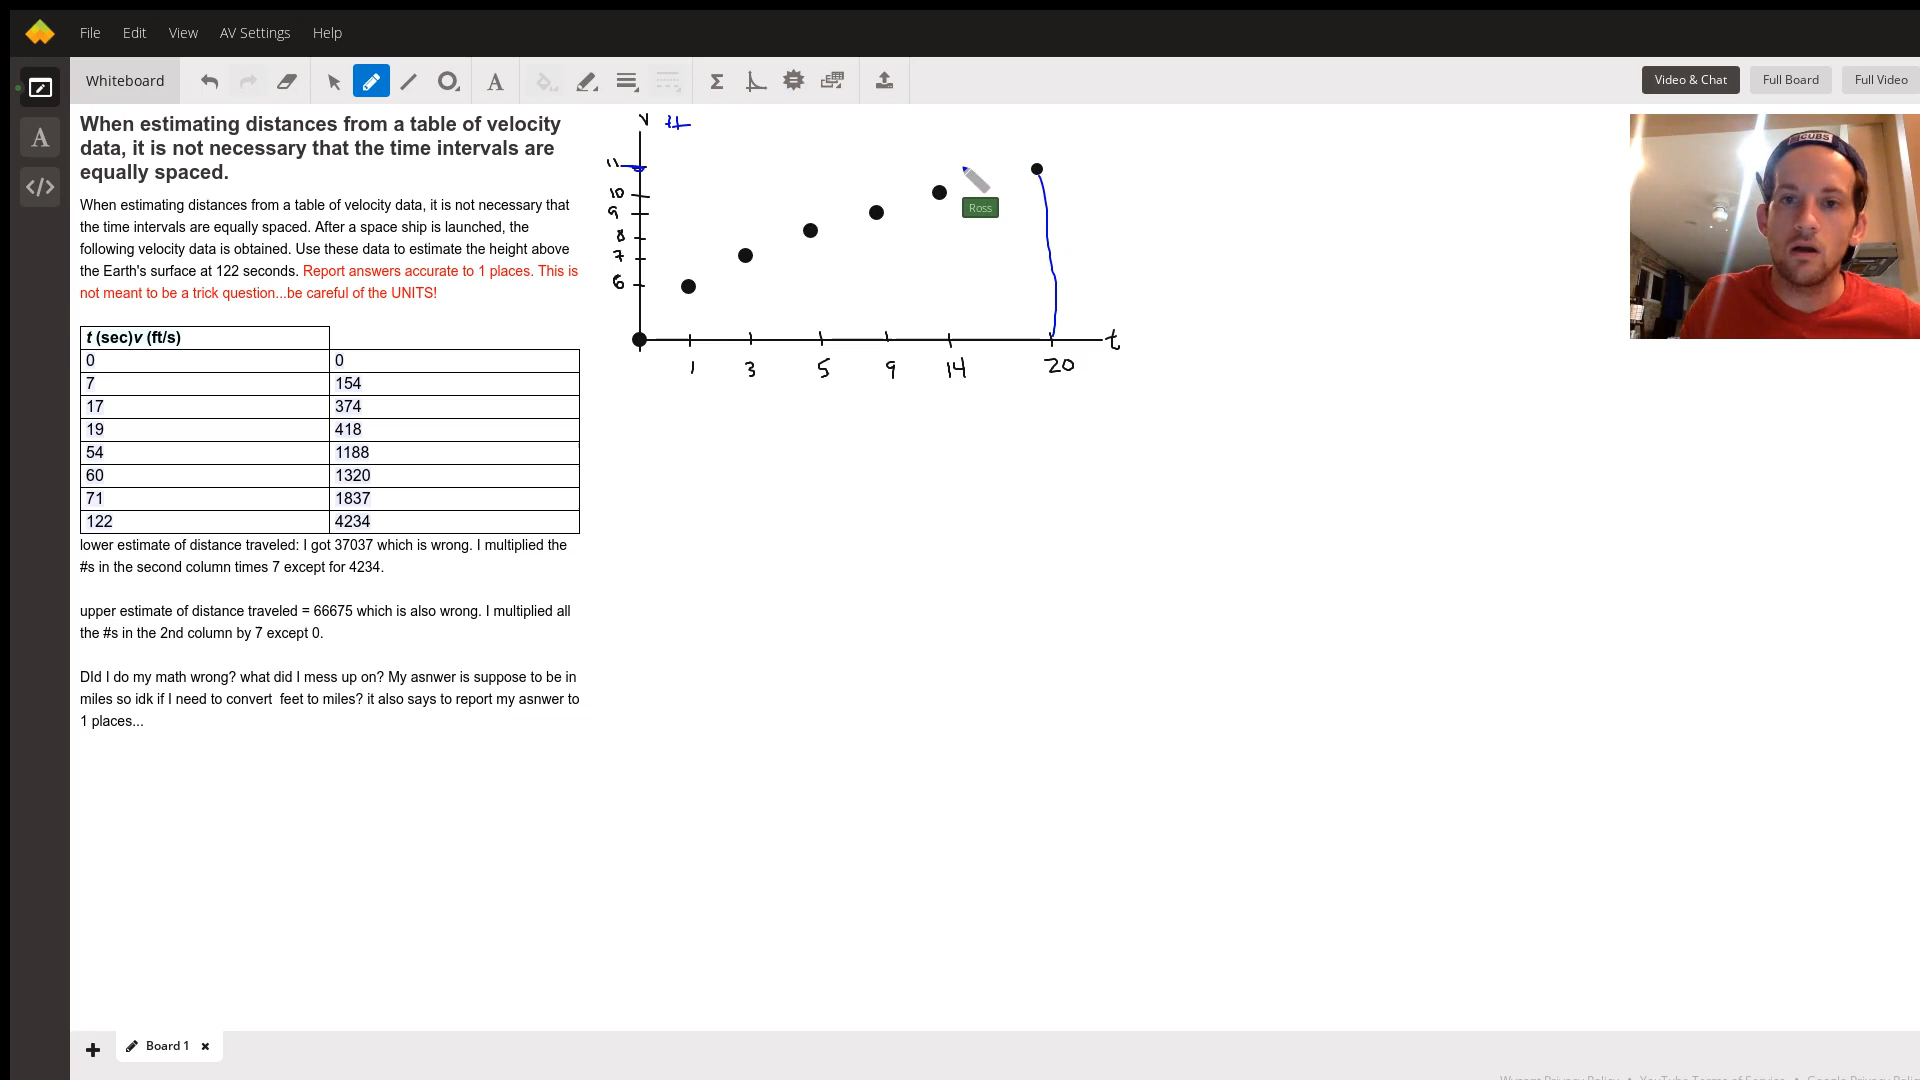 File Edit View AV Settings Help
Whiteboard
A
Σ
Video & Chat Full Board Full Video
A
</>
When estimating distances from a table of velocity
data, it is not necessary that the time intervals are
equally spaced.
When estimating distances from a table of velocity data, it is not necessary that
the time intervals are equally spaced. After a space ship is launched, the
following velocity data is obtained. Use these data to estimate the height above
the Earth's surface at 122 seconds. Report answers accurate to 1 places. This is
not meant to be a trick question...be careful of the UNITS!
t (sec)v (ft/s)
0 0
7 154
17 374
19 418
54 1188
60 1320
71 1837
122 4234
lower estimate of distance traveled: I got 37037 which is wrong. I multiplied the
#s in the second column times 7 except for 4234.
upper estimate of distance traveled = 66675 which is also wrong. I multiplied all
the #s in the 2nd column by 7 except 0.
DId I do my math wrong? what did I mess up on? My asnwer is suppose to be in
miles so idk if I need to convert  feet to miles? it also says to report my asnwer to
1 places...
v
11
10
9
8
7
6
1 3 5 9 14 20
t
Ross
CUBS
Board 1
Wyzant Privacy Policy • YouTube Terms of Service • Google Privacy